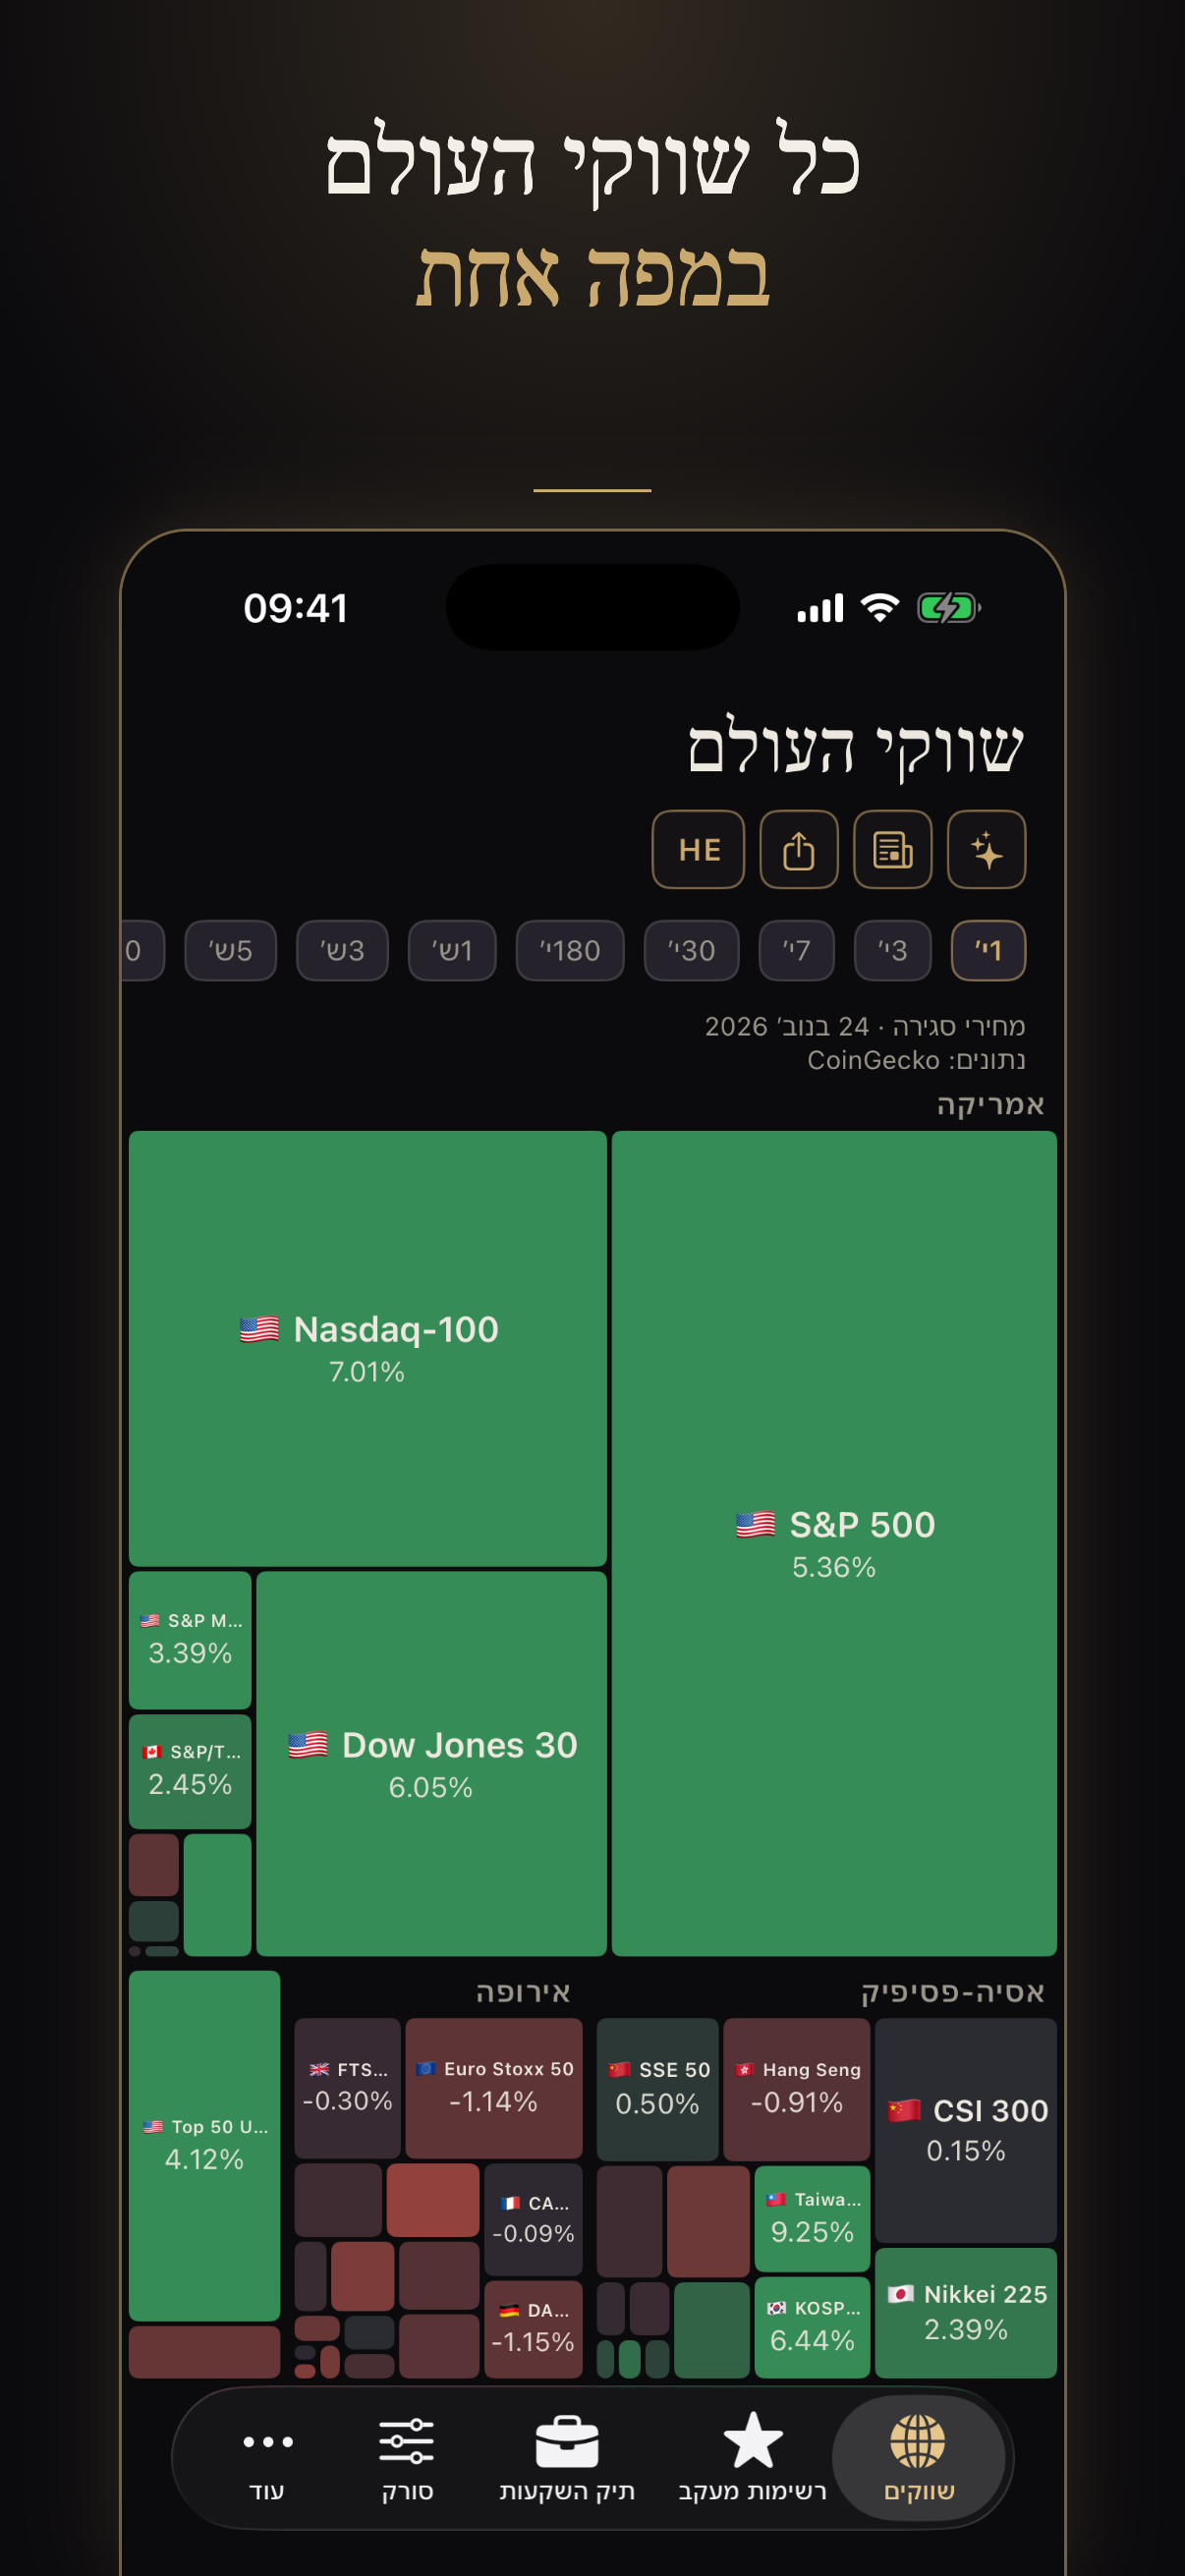 כל שווקי העולם
במפה אחת
09:41
שווקי העולם
HE
1י׳ 3י׳ 7י׳ 30י׳ 180י׳ 1ש׳ 3ש׳ 5ש׳ 0
מחירי סגירה · 24 בנוב׳ 2026
נתונים: CoinGecko
אמריקה
S&P 500
5.36%
Nasdaq-100
7.01%
Dow Jones 30
6.05%
S&P M...
3.39%
S&P/T...
2.45%
אסיה-פסיפיק
CSI 300
0.15%
Hang Seng
-0.91%
SSE 50
0.50%
Taiwa...
9.25%
Nikkei 225
2.39%
KOSP...
6.44%
אירופה
Euro Stoxx 50
-1.14%
FTS...
-0.30%
CA...
-0.09%
DA...
-1.15%
Top 50 U...
4.12%
שווקים רשימות מעקב תיק השקעות סורק עוד